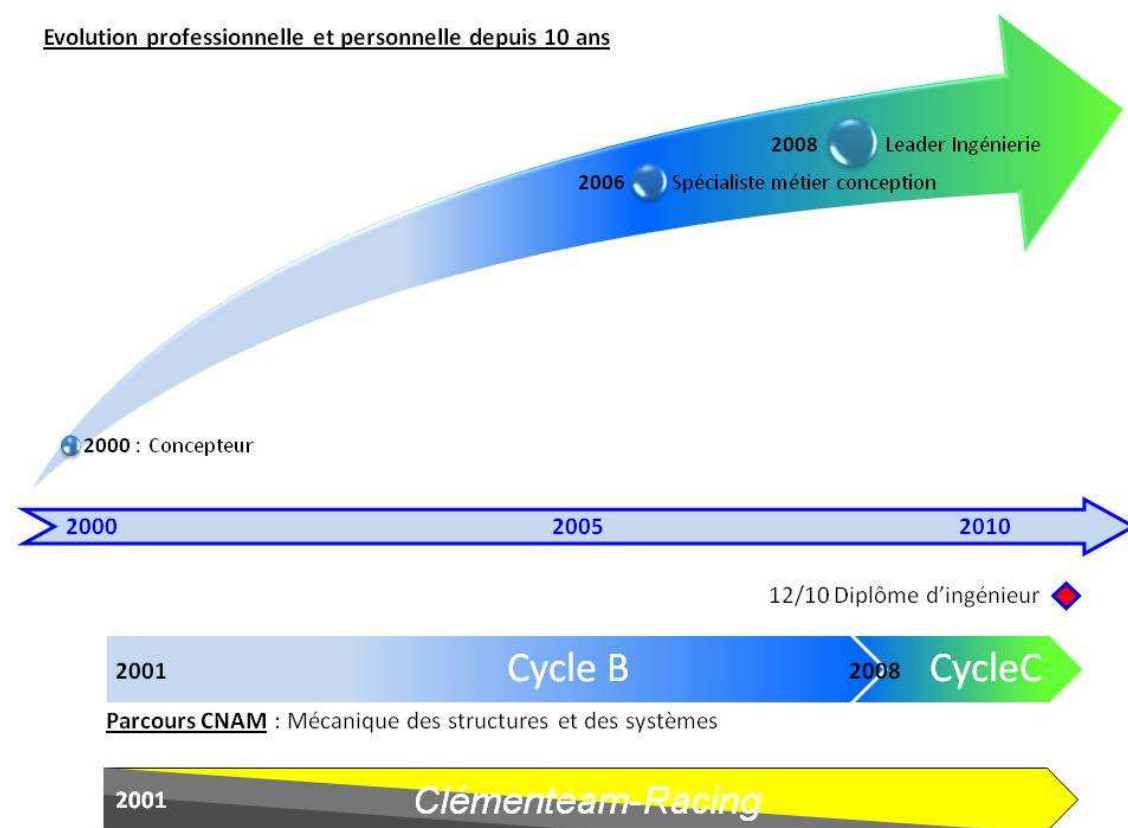 Evolution professionnelle et personnelle depuis 10 ans
2008 Leader Ingénierie
2006 Spécialiste métier conception
2000 : Concepteur
2000 2005 2010
12/10 Diplôme d’ingénieur
2001 Cycle B 2008 CycleC
Parcours CNAM : Mécanique des structures et des systèmes
2001 Clémenteam-Racing